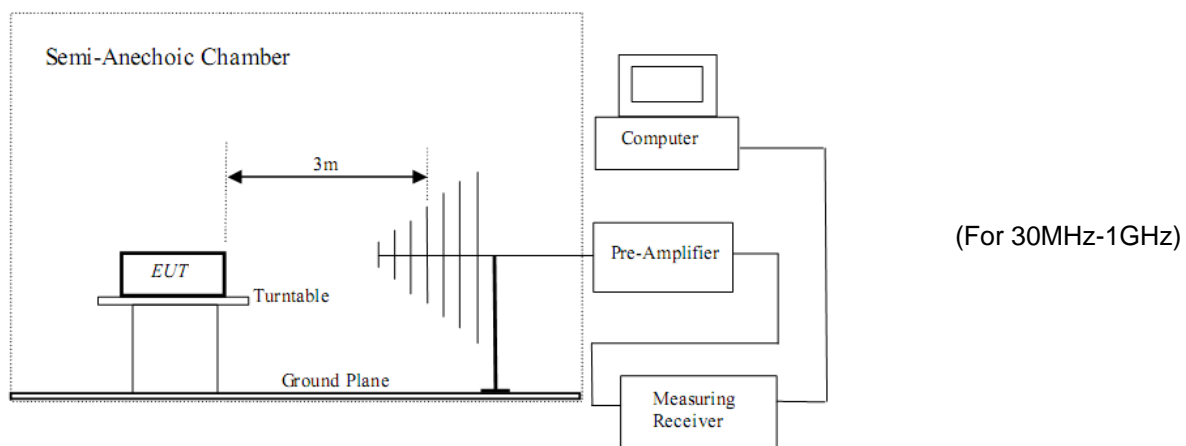 Semi-Anechoic Chamber
3m
EUT
Turntable
Ground Plane
Computer
Pre-Amplifier
(For 30MHz-1GHz)
Measuring
Receiver